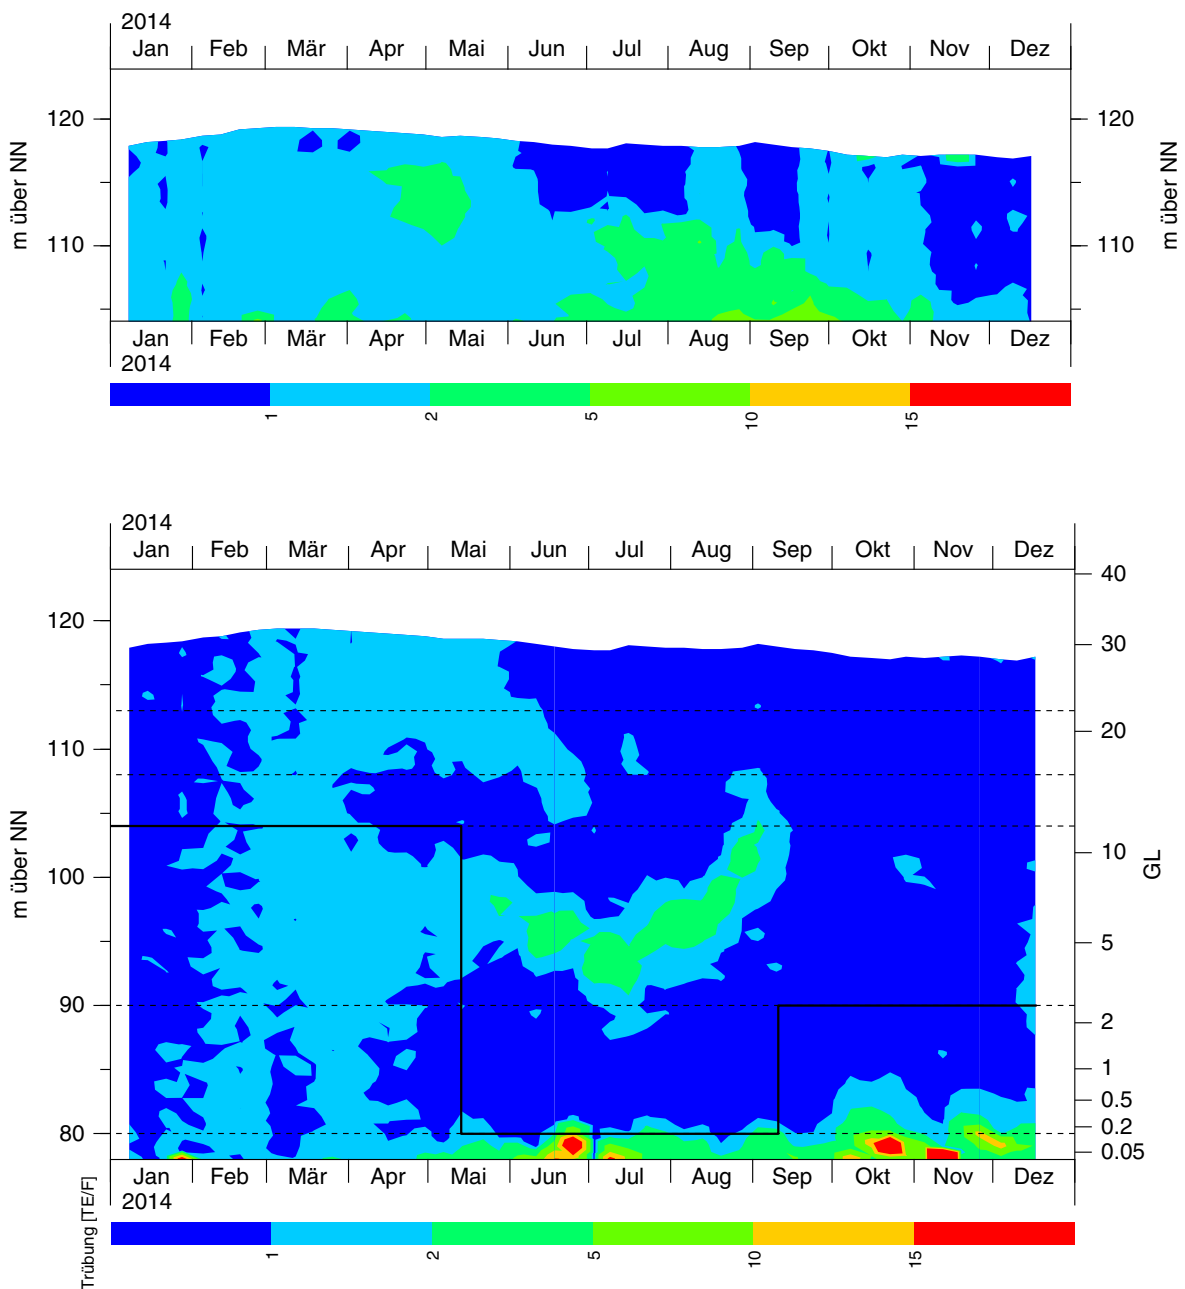 2014
Jan Feb Mär Apr Mai Jun Jul Aug Sep Okt Nov Dez
120 120
m über NN m über NN
110 110
Jan Feb Mär Apr Mai Jun Jul Aug Sep Okt Nov Dez
2014
1 2 5 10 15
2014
Jan Feb Mär Apr Mai Jun Jul Aug Sep Okt Nov Dez
40
120
30
110
20
m über NN
100
10
GL
5
90
2
1
0.5
80
0.2
0.05
Jan Feb Mär Apr Mai Jun Jul Aug Sep Okt Nov Dez
2014
Trübung [TE/F]
1 2 5 10 15